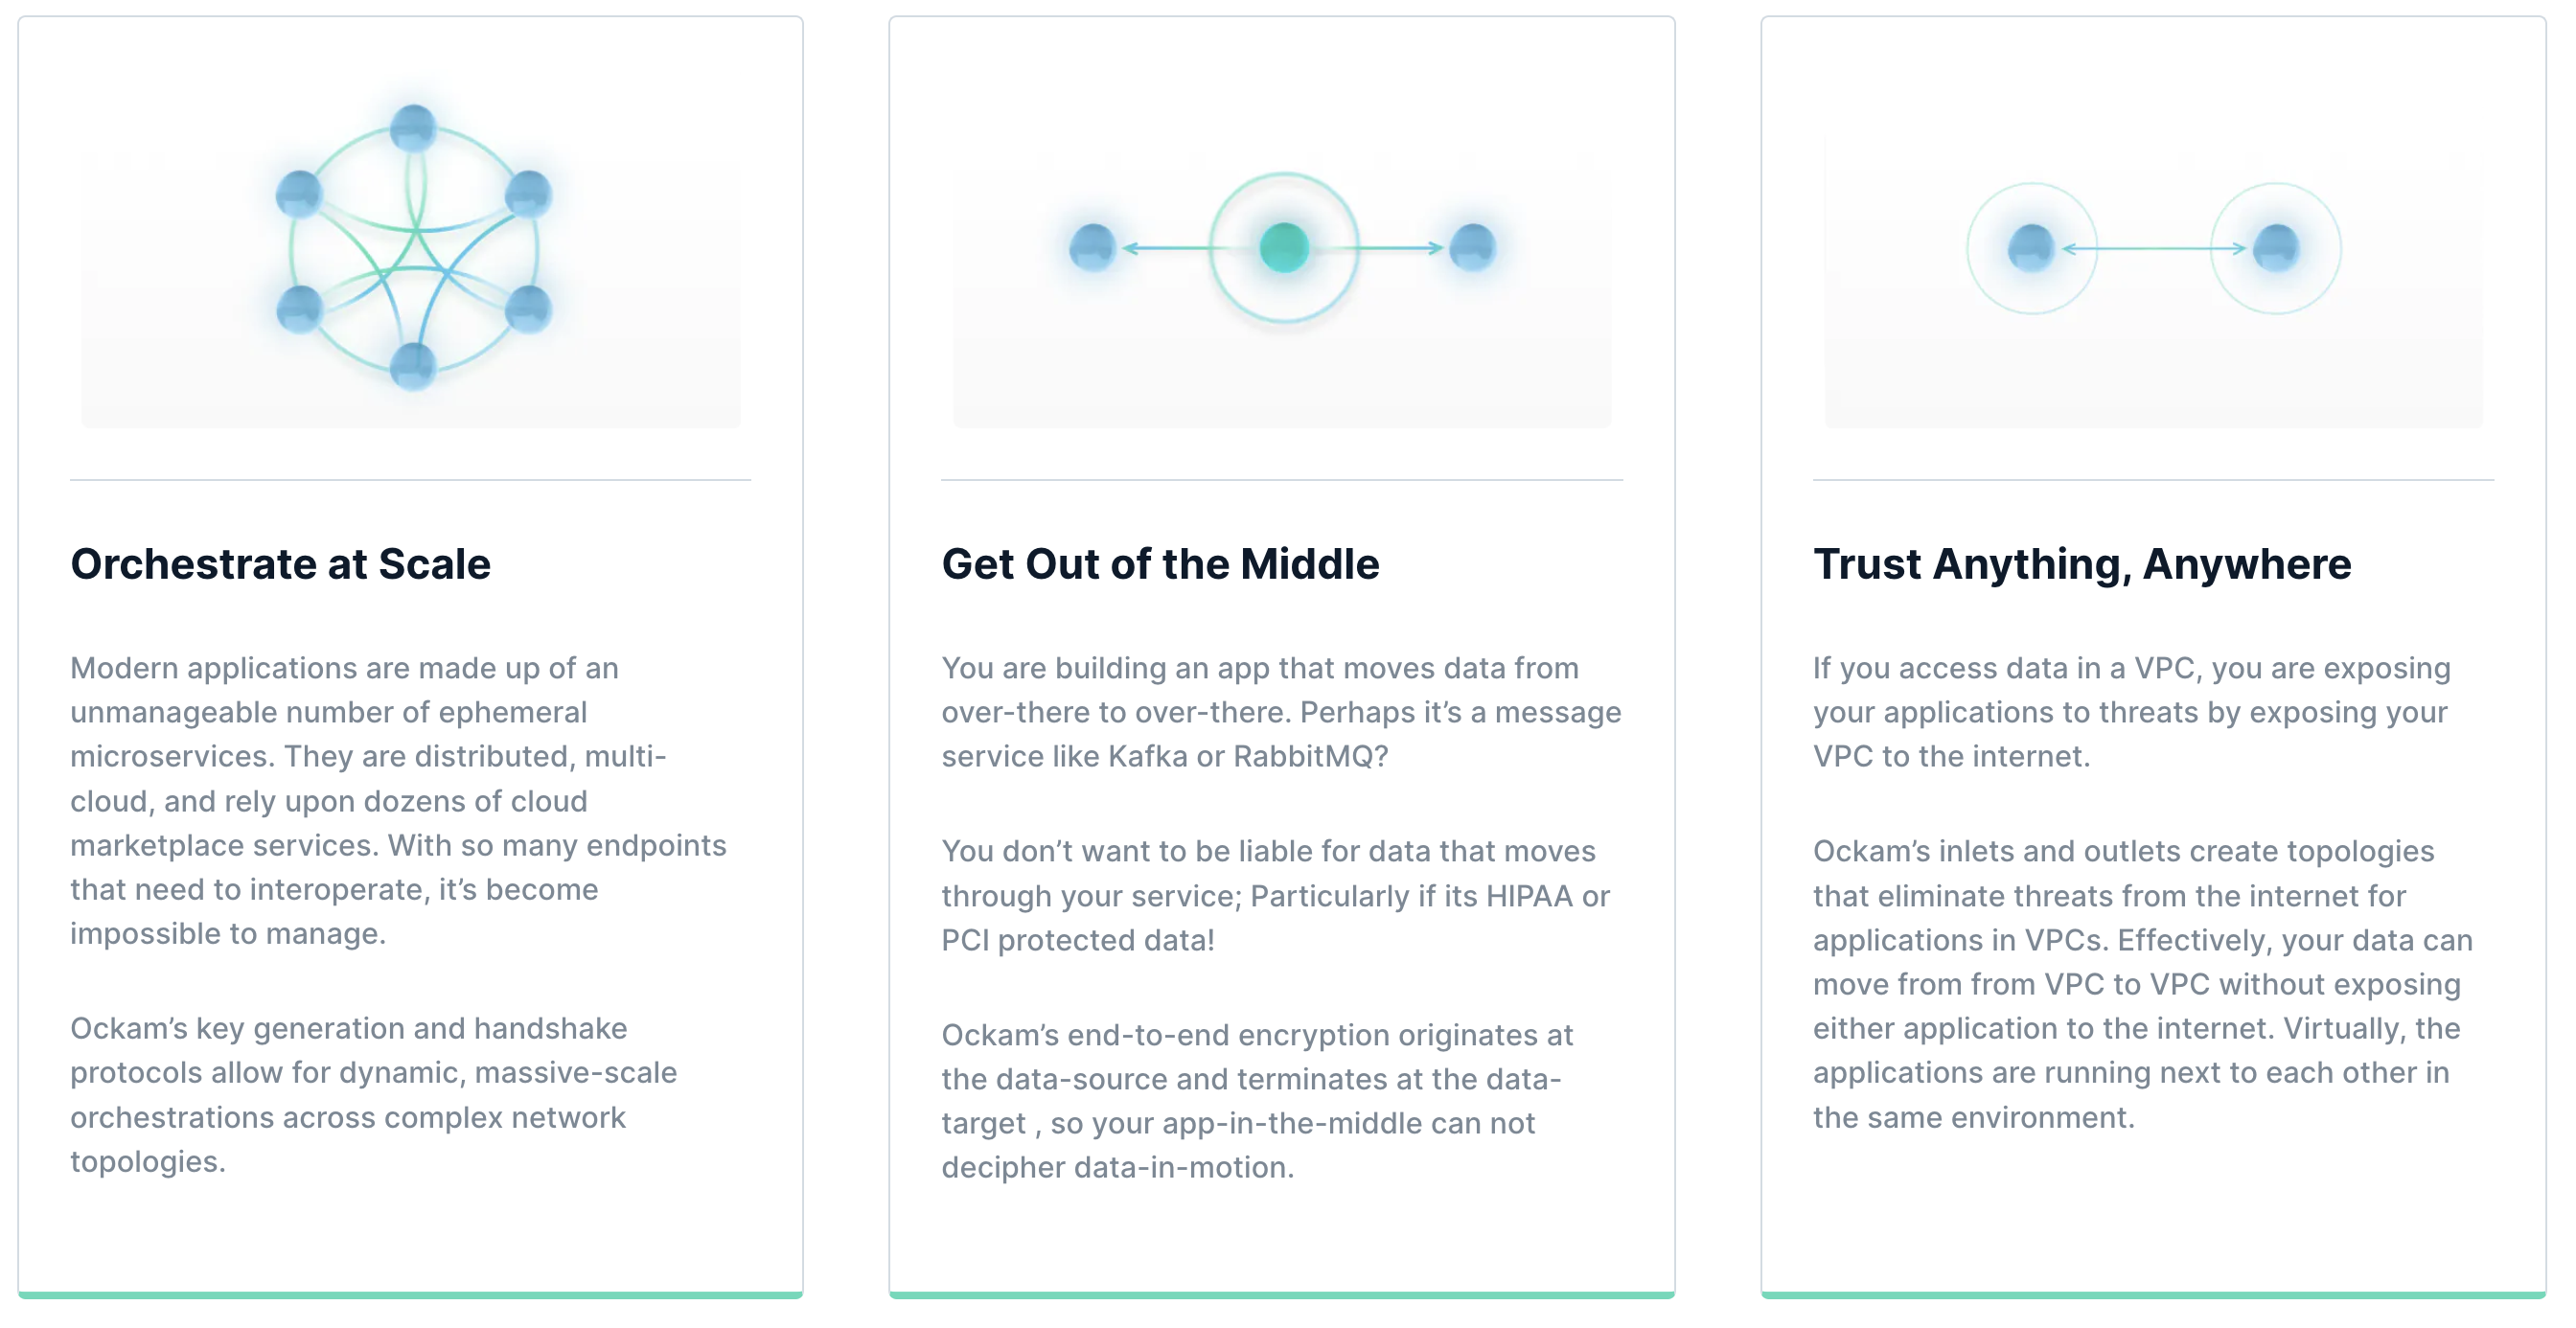 Orchestrate at Scale
Modern applications are made up of an
unmanageable number of ephemeral
microservices. They are distributed, multi-
cloud, and rely upon dozens of cloud
marketplace services. With so many endpoints
that need to interoperate, it’s become
impossible to manage.
Ockam’s key generation and handshake
protocols allow for dynamic, massive-scale
orchestrations across complex network
topologies.
Get Out of the Middle
You are building an app that moves data from
over-there to over-there. Perhaps it’s a message
service like Kafka or RabbitMQ?
You don’t want to be liable for data that moves
through your service; Particularly if its HIPAA or
PCI protected data!
Ockam’s end-to-end encryption originates at
the data-source and terminates at the data-
target , so your app-in-the-middle can not
decipher data-in-motion.
Trust Anything, Anywhere
If you access data in a VPC, you are exposing
your applications to threats by exposing your
VPC to the internet.
Ockam’s inlets and outlets create topologies
that eliminate threats from the internet for
applications in VPCs. Effectively, your data can
move from from VPC to VPC without exposing
either application to the internet. Virtually, the
applications are running next to each other in
the same environment.